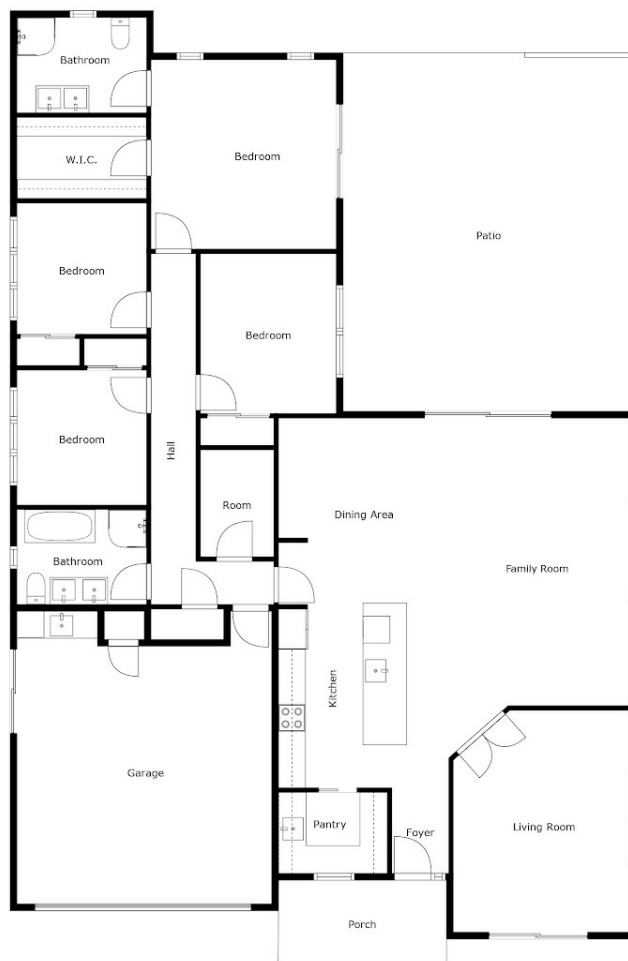 Bathroom
W.I.C.
Bedroom
Bedroom
Patio
Bedroom
Bedroom
Hall
Room
Dining Area
Bathroom
Family Room
Kitchen
Garage
Pantry
Foyer
Living Room
Porch